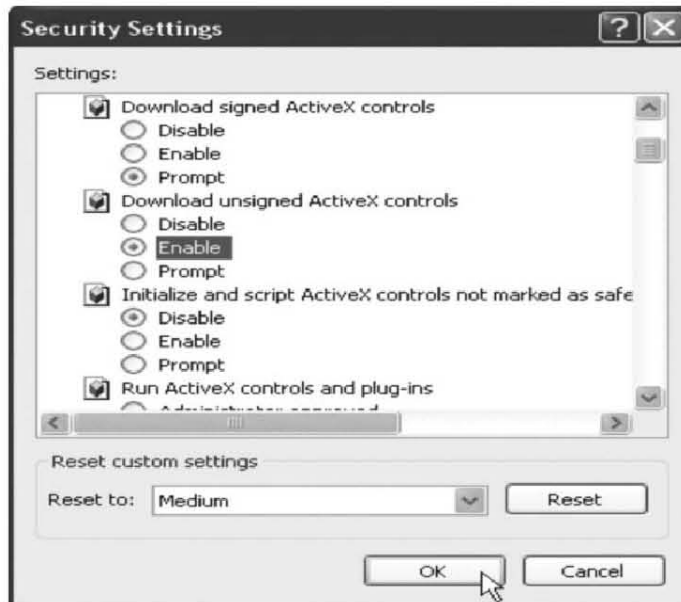 Security Settings
Settings:
Download signed ActiveX controls
Disable
Enable
Prompt
Download unsigned ActiveX controls
Disable
Enable
Prompt
Initialize and script ActiveX controls not marked as safe
Disable
Enable
Prompt
Run ActiveX controls and plug-ins
Reset custom settings
Reset to: Medium Reset
OK Cancel